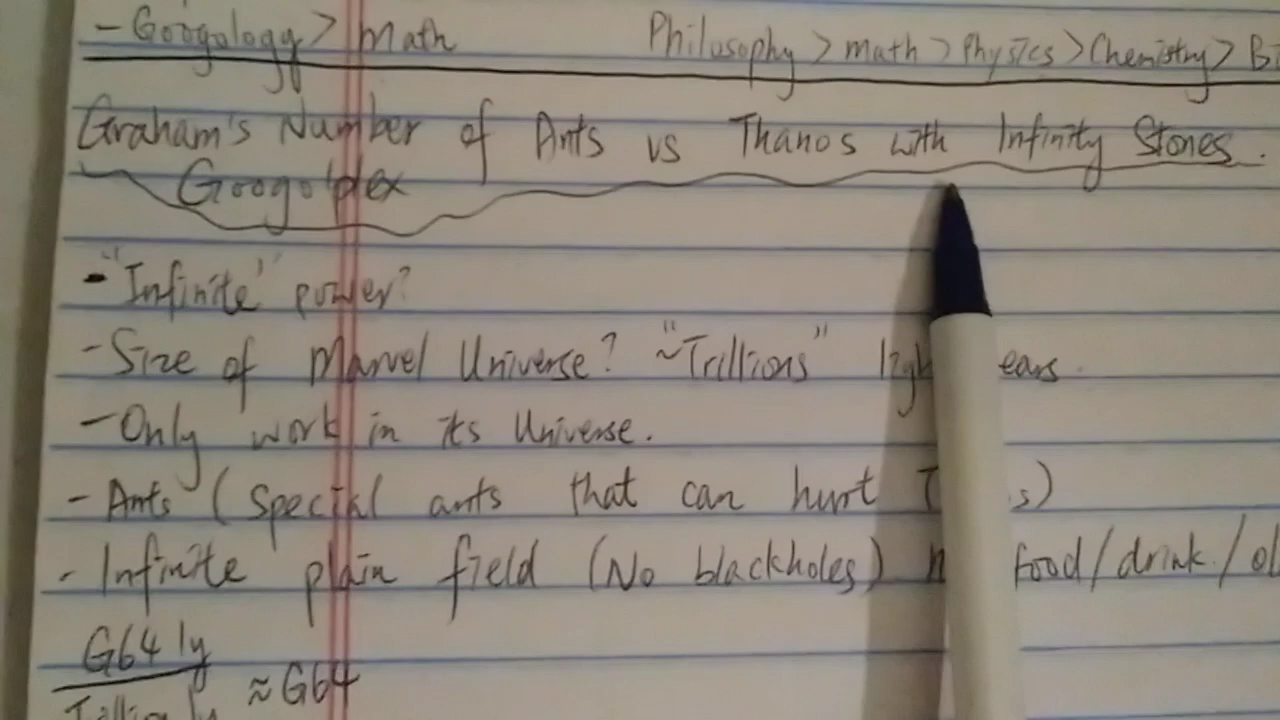 - Googology > Math Philosophy > math > Physics > Chemistry > B
Graham's Number of Ants vs Thanos with Infinity Stones.
Googolplex
- "Infinite" power?
- Size of Marvel Universe? "~Trillions"
- Only work in its Universe.
- Ants (special ants that can hurt
- Infinite plain field (No blackholes) food/drink/
G64 ly
≈ G64